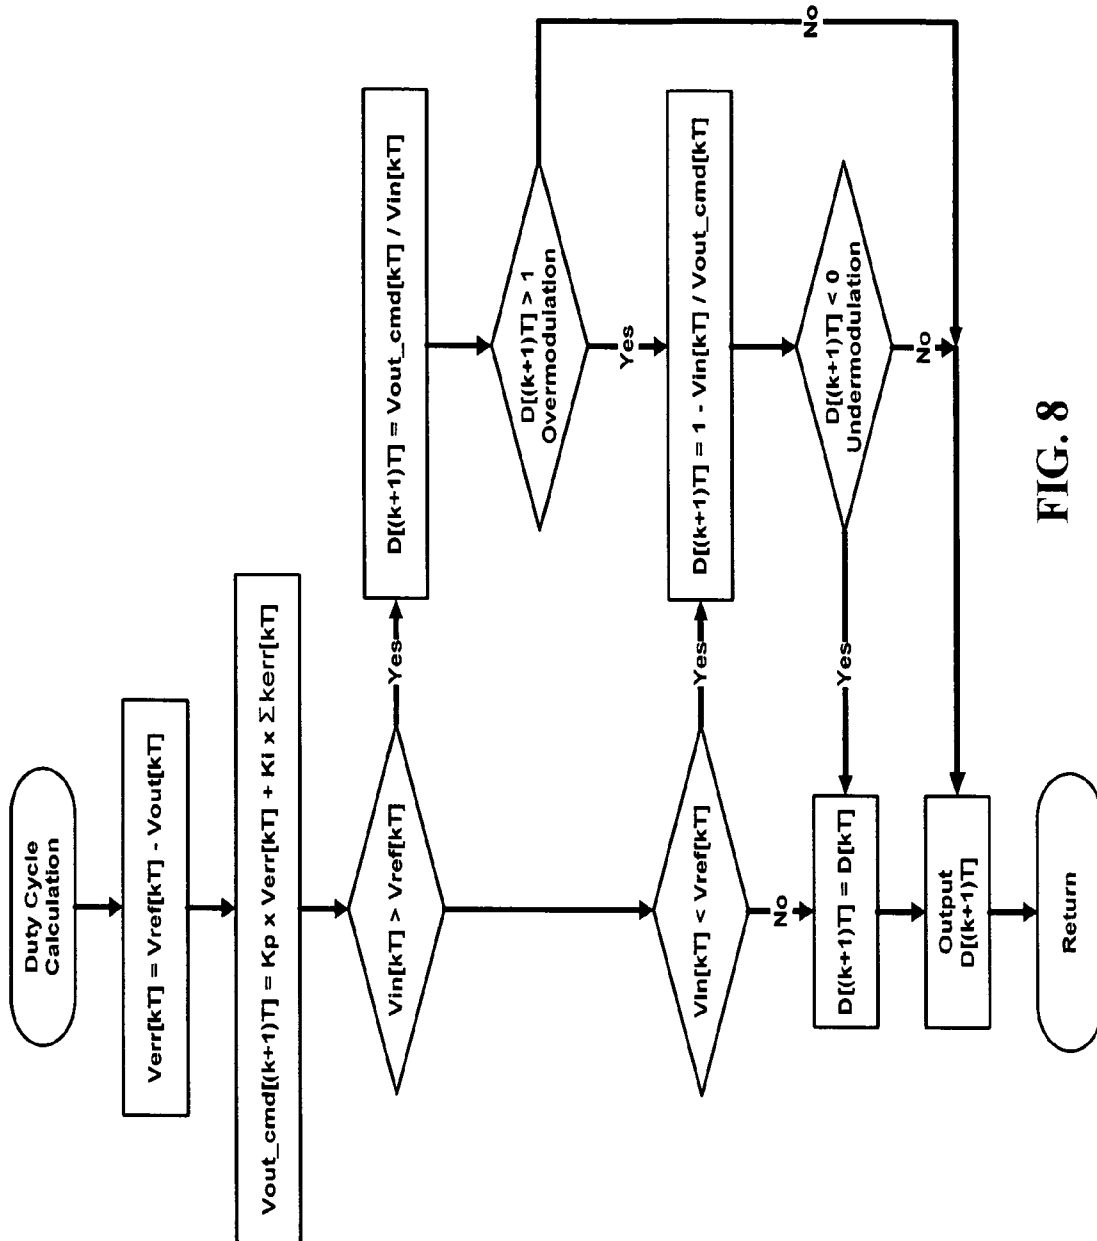 Duty Cycle
Calculation
Verr[kT] = Vref[kT] - Vout[kT]
Vout_cmd[(k+1)T] = Kp x Verr[kT] + Ki x Σkerr[kT]
Vin[kT] > Vref[kT]
Yes
D[(k+1)T] = Vout_cmd[kT] / Vin[kT]
D[(k+1)T] > 1
Overmodulation
No
Yes
Vin[kT] < Vref[kT]
Yes
D[(k+1)T] = 1 - Vin[kT] / Vout_cmd[kT]
No
D[(k+1)T] < 0
Undermodulation
Yes
No
D[(k+1)T] = D[kT]
Output
D[(k+1)T]
Return
FIG. 8